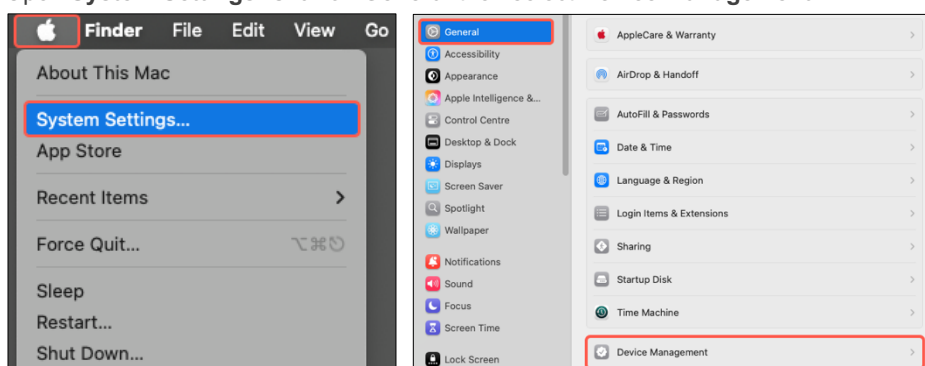 Finder File Edit View Go
About This Mac
System Settings...
App Store
Recent Items
Force Quit... ⌥⌘⎋
Sleep
Restart...
Shut Down...
General
Accessibility
Appearance
Apple Intelligence &...
Control Centre
Desktop & Dock
Displays
Screen Saver
Spotlight
Wallpaper
Notifications
Sound
Focus
Screen Time
Lock Screen
AppleCare & Warranty
AirDrop & Handoff
AutoFill & Passwords
Date & Time
Language & Region
Login Items & Extensions
Sharing
Startup Disk
Time Machine
Device Management